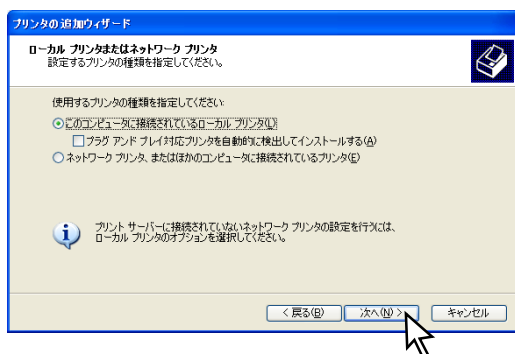 プリンタの追加ウィザード
ローカル プリンタまたはネットワーク プリンタ
設定するプリンタの種類を指定してください。
使用するプリンタの種類を指定してください:
このコンピュータに接続されているローカル プリンタ(L)
プラグ アンド プレイ対応プリンタを自動的に検出してインストールする(A)
ネットワーク プリンタ、またはほかのコンピュータに接続されているプリンタ(E)
プリント サーバーに接続されていないネットワーク プリンタの設定を行うには、
ローカル プリンタのオプションを選択してください。
< 戻る(B) 次へ(N) > キャンセル